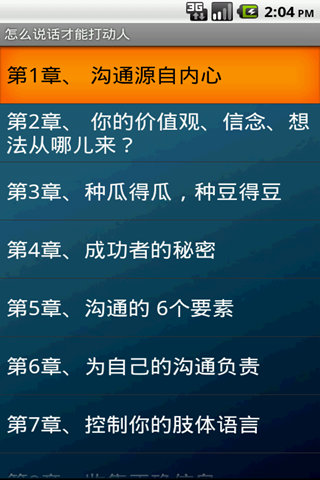 3G
2:04 PM
怎么说话才能打动人
第1章、 沟通源自内心
第2章、 你的价值观、信念、想
法从哪儿来？
第3章、种瓜得瓜，种豆得豆
第4章、成功者的秘密
第5章、沟通的 6个要素
第6章、为自己的沟通负责
第7章、控制你的肢体语言